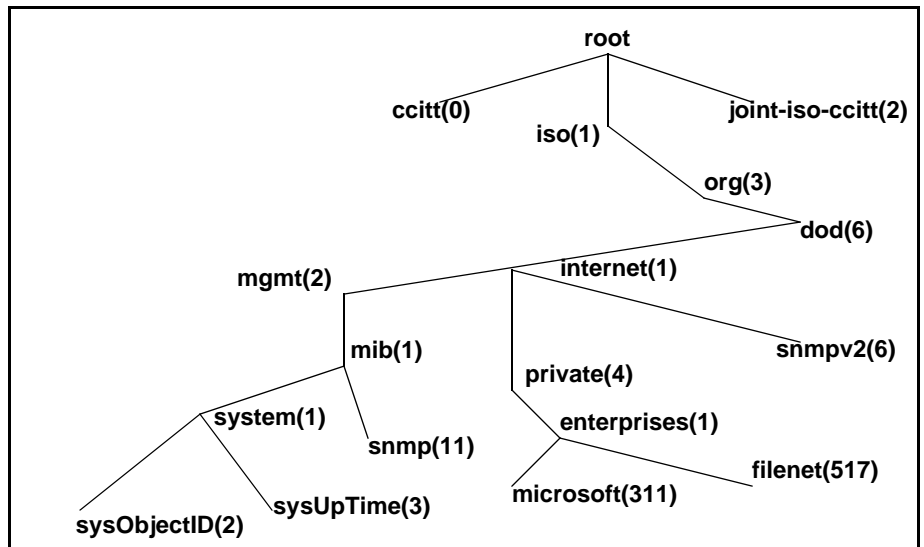 root
ccitt(0)
joint-iso-ccitt(2)
iso(1)
org(3)
dod(6)
internet(1)
mgmt(2)
mib(1)
snmpv2(6)
private(4)
system(1)
enterprises(1)
snmp(11)
filenet(517)
microsoft(311)
sysUpTime(3)
sysObjectID(2)